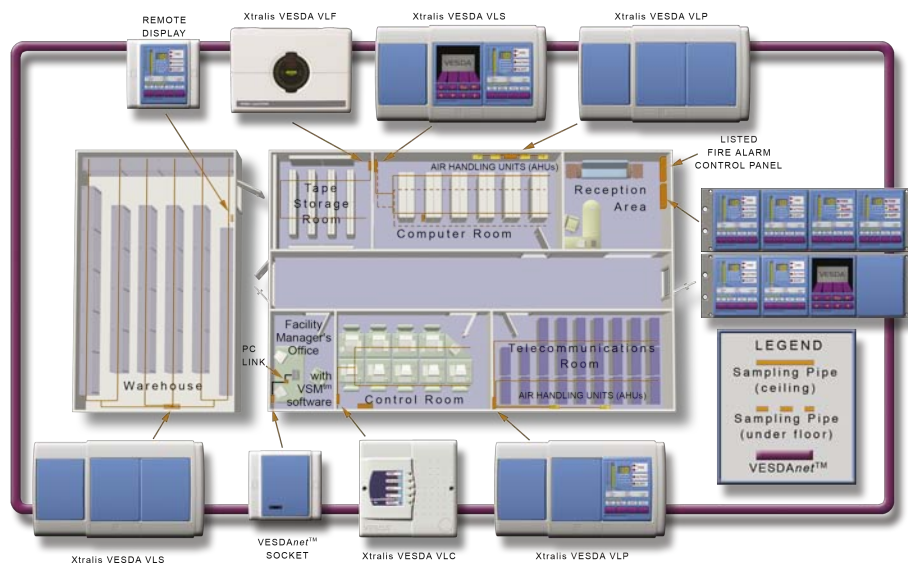 REMOTE
DISPLAY
Xtralis VESDA VLF
Xtralis VESDA VLS
Xtralis VESDA VLP
VESDA
LISTED
FIRE ALARM
CONTROL PANEL
AIR HANDLING UNITS (AHUs)
Tape
Storage
Room
Computer Room
Reception
Area
VESDA
Facility
Manager's
Office
PC
LINK
with
VSM™
software
Control Room
Telecommunications
Room
AIR HANDLING UNITS (AHUs)
Warehouse
LEGEND
Sampling Pipe
(ceiling)
Sampling Pipe
(under floor)
VESDAnet™
VESDA
Xtralis VESDA VLS
VESDAnet™
SOCKET
Xtralis VESDA VLC
Xtralis VESDA VLP